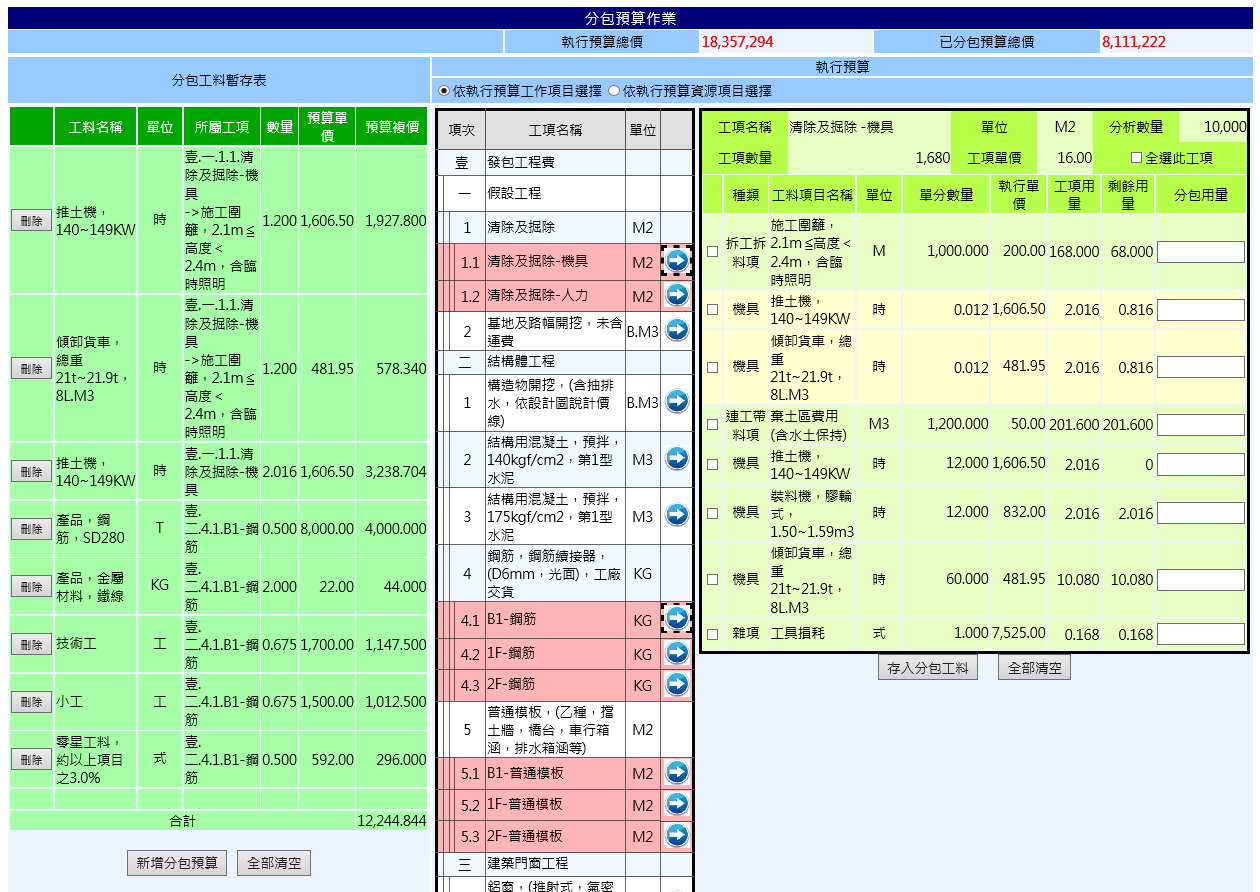 分包預算作業
執行預算總價 18,357,294 已分包預算總價 8,111,222
分包工料暫存表
執行預算
依執行預算工作項目選擇 依執行預算資源項目選擇
工料名稱 單位 所屬工項 數量 預算單價 預算複價
刪除 推土機，140~149KW 時 壹.一.1.1.清除及掘除-機具->施工圍籬，2.1m≦高度<2.4m，含臨時照明 1.200 1,606.50 1,927.800
刪除 傾卸貨車，總重21t~21.9t，8L.M3 時 壹.一.1.1.清除及掘除-機具->施工圍籬，2.1m≦高度<2.4m，含臨時照明 1.200 481.95 578.340
刪除 推土機，140~149KW 時 壹.一.1.1.清除及掘除-機具 2.016 1,606.50 3,238.704
刪除 產品，鋼筋，SD280 T 壹.二.4.1.B1-鋼筋 0.500 8,000.00 4,000.000
刪除 產品，金屬材料，鐵線 KG 壹.二.4.1.B1-鋼筋 2.000 22.00 44.000
刪除 技術工 工 壹.二.4.1.B1-鋼筋 0.675 1,700.00 1,147.500
刪除 小工 工 壹.二.4.1.B1-鋼筋 0.675 1,500.00 1,012.500
刪除 零星工料，約以上項目之3.0% 式 壹.二.4.1.B1-鋼筋 0.500 592.00 296.000
合計 12,244.844
新增分包預算 全部清空
項次 工項名稱 單位
壹 發包工程費
一 假設工程
1 清除及掘除 M2
1.1 清除及掘除-機具 M2
1.2 清除及掘除-人力 M2
2 基地及路幅開挖，未含運費 B.M3
二 結構體工程
1 構造物開挖，(含抽排水，依設計圖說計價線) B.M3
2 結構用混凝土，預拌，140kgf/cm2，第1型水泥 M3
3 結構用混凝土，預拌，175kgf/cm2，第1型水泥 M3
4 鋼筋，鋼筋續接器，(D6mm，光面)，工廠交貨 KG
4.1 B1-鋼筋 KG
4.2 1F-鋼筋 KG
4.3 2F-鋼筋 KG
5 普通模板，(乙種，擋土牆，橋台，車行箱涵，排水箱涵等) M2
5.1 B1-普通模板 M2
5.2 1F-普通模板 M2
5.3 2F-普通模板 M2
三 建築門窗工程
鋁窗，(推射式，氣密
工項名稱 清除及掘除 -機具 單位 M2 分析數量 10,000
工項數量 1,680 工項單價 16.00 全選此工項
種類 工料項目名稱 單位 單分數量 執行單價 工項用量 剩餘用量 分包用量
拆工拆料項 施工圍籬，2.1m≦高度<2.4m，含臨時照明 M 1,000.000 200.00 168.000 68.000
機具 推土機，140~149KW 時 0.012 1,606.50 2.016 0.816
機具 傾卸貨車，總重21t~21.9t，8L.M3 時 0.012 481.95 2.016 0.816
連工帶料項 棄土區費用(含水土保持) M3 1,200.000 50.00 201.600 201.600
機具 推土機，140~149KW 時 12.000 1,606.50 2.016 0
機具 裝料機，膠輪式，1.50~1.59m3 時 12.000 832.00 2.016 2.016
機具 傾卸貨車，總重21t~21.9t，8L.M3 時 60.000 481.95 10.080 10.080
雜項 工具損耗 式 1.000 7,525.00 0.168 0.168
存入分包工料 全部清空